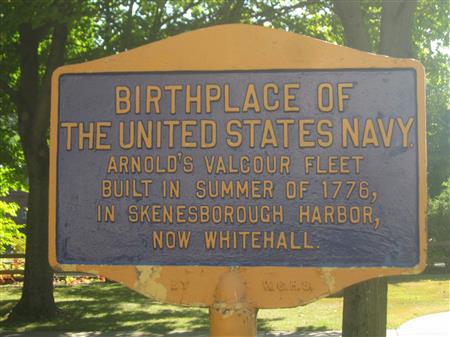 BIRTHPLACE OF
THE UNITED STATES NAVY.
ARNOLD'S VALCOUR FLEET
BUILT IN SUMMER OF 1776,
IN SKENESBOROUGH HARBOR,
NOW WHITEHALL.
BY W.C.H.S.